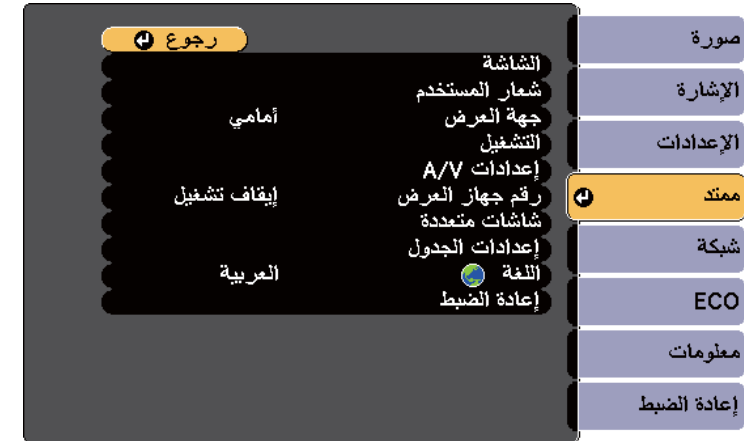 صورة
الإشارة
الإعدادات
ممتد
شبكة
ECO
معلومات
إعادة الضبط
رجوع
الشاشة
شعار المستخدم
جهة العرض أمامي
التشغيل
إعدادات A/V
رقم جهاز العرض إيقاف تشغيل
شاشات متعددة
إعدادات الجدول
اللغة العربية
إعادة الضبط